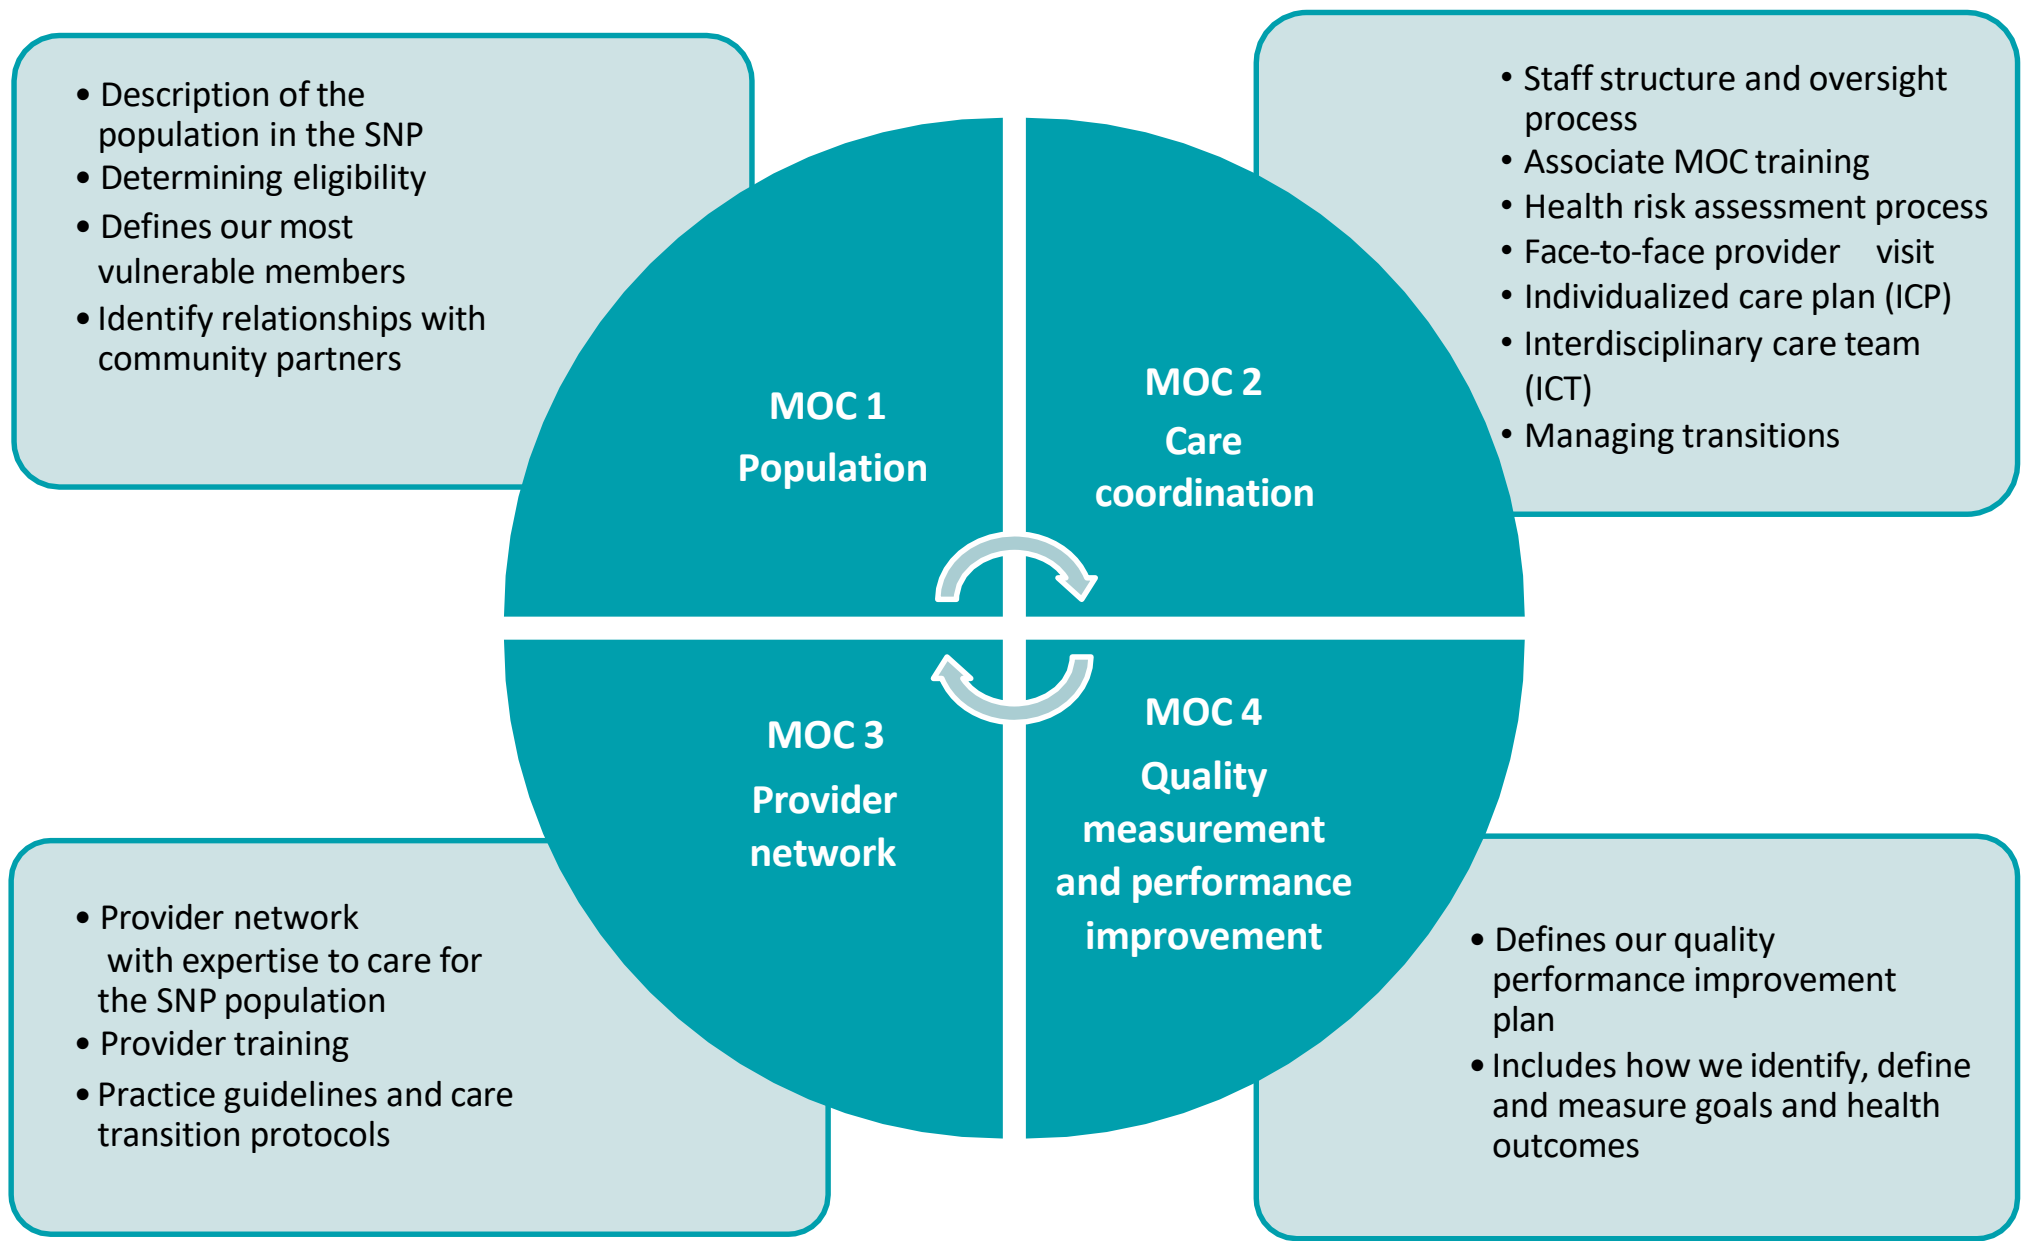 • Description of the
population in the SNP
• Determining eligibility
• Defines our most
vulnerable members
• Identify relationships with
community partners
MOC 1
Population
• Staff structure and oversight
process
• Associate MOC training
• Health risk assessment process
• Face-to-face provider visit
• Individualized care plan (ICP)
• Interdisciplinary care team
(ICT)
• Managing transitions
MOC 2
Care
coordination
MOC 3
Provider
network
• Provider network
with expertise to care for
the SNP population
• Provider training
• Practice guidelines and care
transition protocols
MOC 4
Quality
measurement
and performance
improvement
• Defines our quality
performance improvement
plan
• Includes how we identify, define
and measure goals and health
outcomes